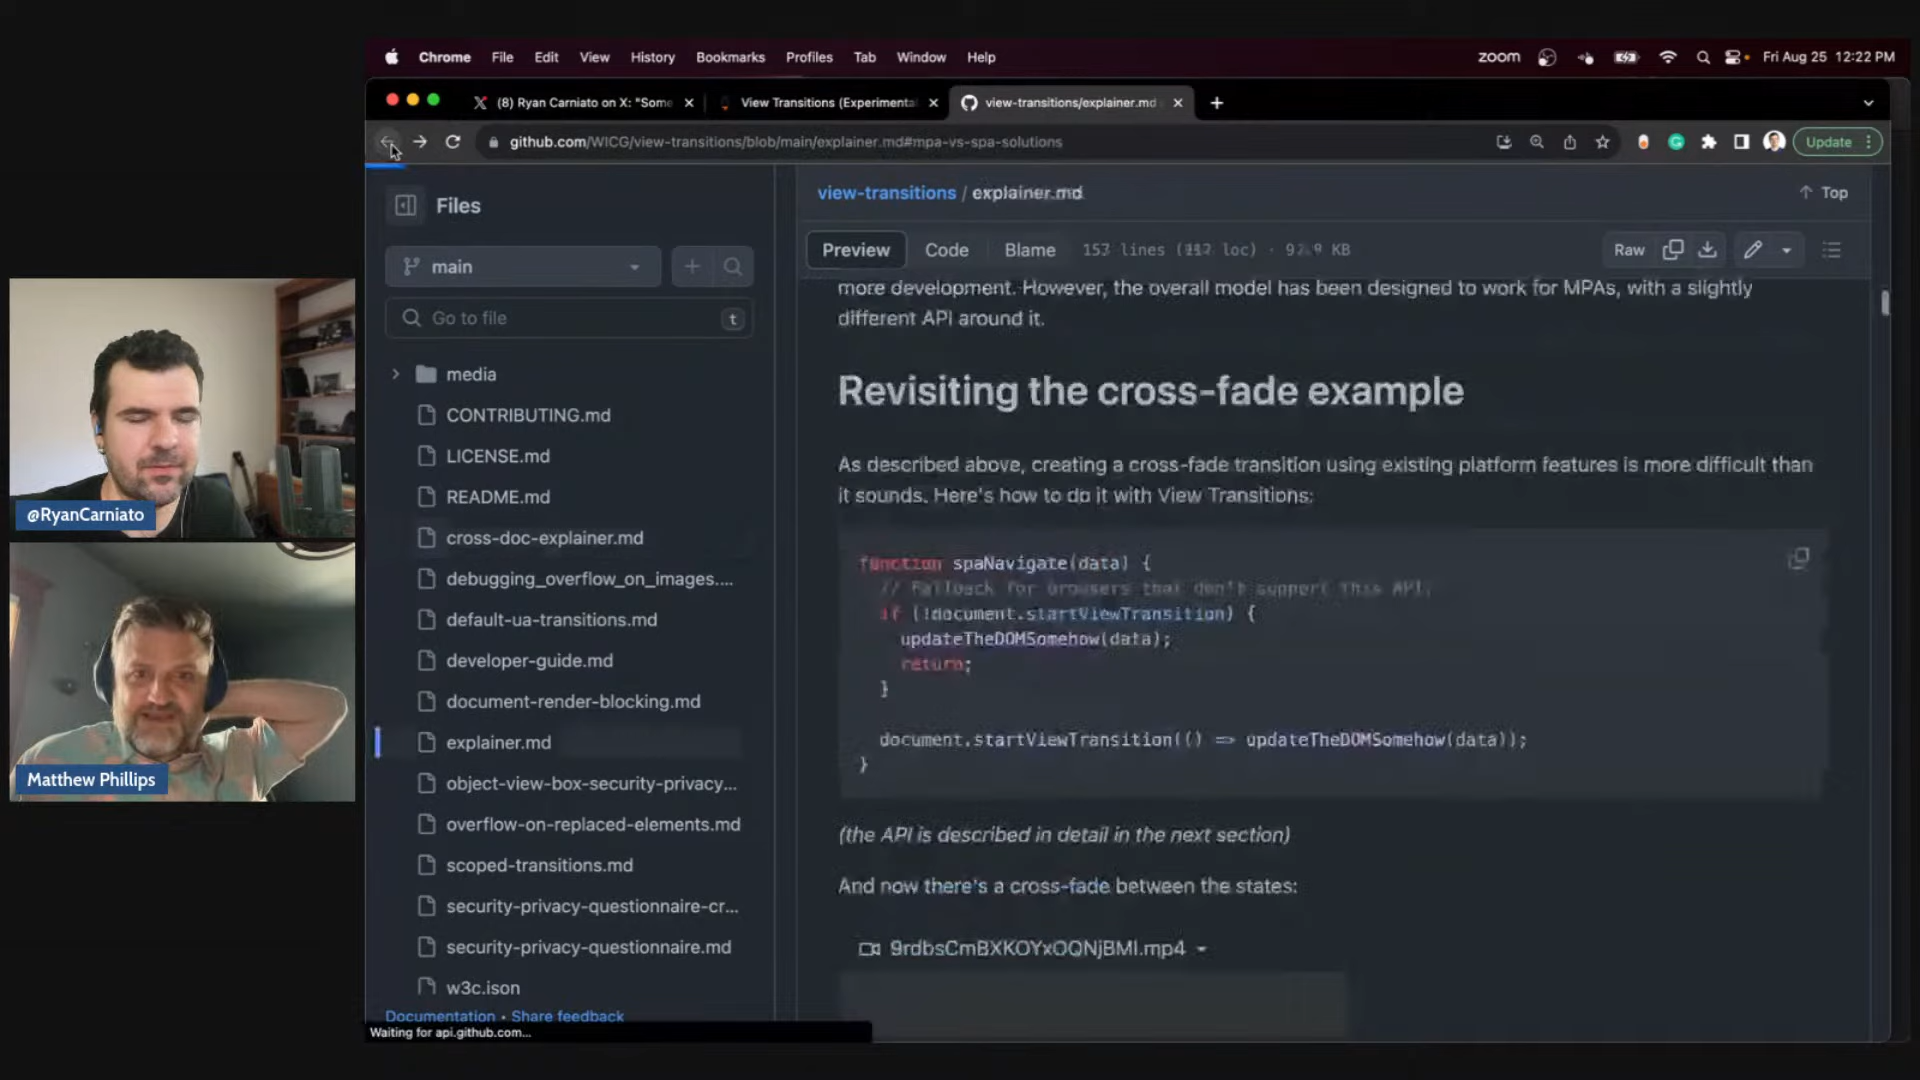 Chrome File Edit View History Bookmarks Profiles Tab Window Help
zoom Fri Aug 25 12:22 PM
(8) Ryan Carniato on X: "Some
View Transitions (Experimenta
view-transitions/explainer.md
github.com/WICG/view-transitions/blob/main/explainer.md#mpa-vs-spa-solutions
Update
Files
main
Go to file
t
media
CONTRIBUTING.md
LICENSE.md
README.md
cross-doc-explainer.md
debugging_overflow_on_images....
default-ua-transitions.md
developer-guide.md
document-render-blocking.md
explainer.md
object-view-box-security-privacy...
overflow-on-replaced-elements.md
scoped-transitions.md
security-privacy-questionnaire-cr...
security-privacy-questionnaire.md
w3c.json
Documentation • Share feedback
Waiting for api.github.com...
view-transitions / explainer.md
Top
Preview Code Blame
Raw
more development. However, the overall model has been designed to work for MPAs, with a slightly
different API around it.
Revisiting the cross-fade example
As described above, creating a cross-fade transition using existing platform features is more difficult than
it sounds. Here's how to do it with View Transitions:
function spaNavigate(data) {
// Fallback for browsers that don't support this API.
if (!document.startViewTransition) {
updateTheDOMSomehow(data);
return;
}
document.startViewTransition(() => updateTheDOMSomehow(data));
}
(the API is described in detail in the next section)
And now there's a cross-fade between the states:
@RyanCarniato
Matthew Phillips